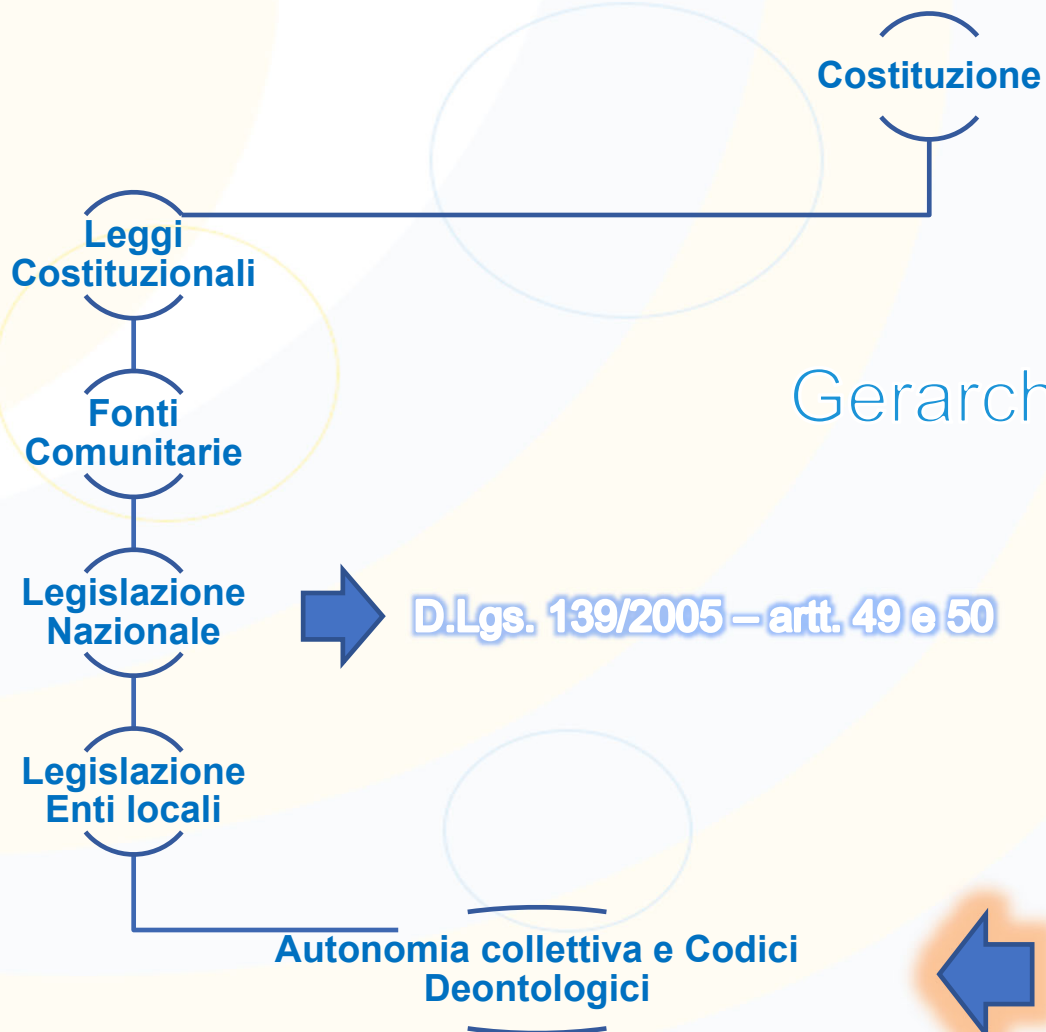 Costituzione
Leggi
Costituzionali
Fonti
Comunitarie
Gerarch
Legislazione
Nazionale
D.Lgs. 139/2005 – artt. 49 e 50
Legislazione
Enti locali
Autonomia collettiva e Codici
Deontologici